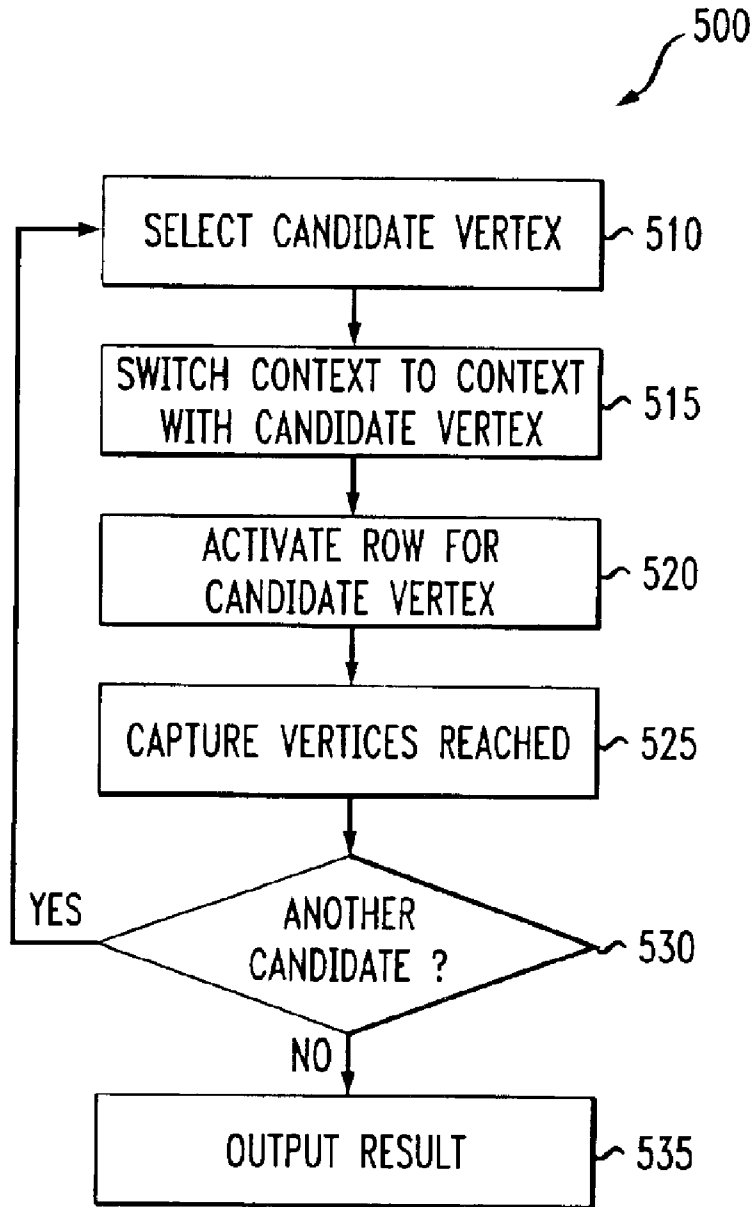 500
SELECT CANDIDATE VERTEX
510
SWITCH CONTEXT TO CONTEXT
WITH CANDIDATE VERTEX
515
ACTIVATE ROW FOR
CANDIDATE VERTEX
520
CAPTURE VERTICES REACHED
525
YES
ANOTHER
CANDIDATE ?
530
NO
OUTPUT RESULT
535